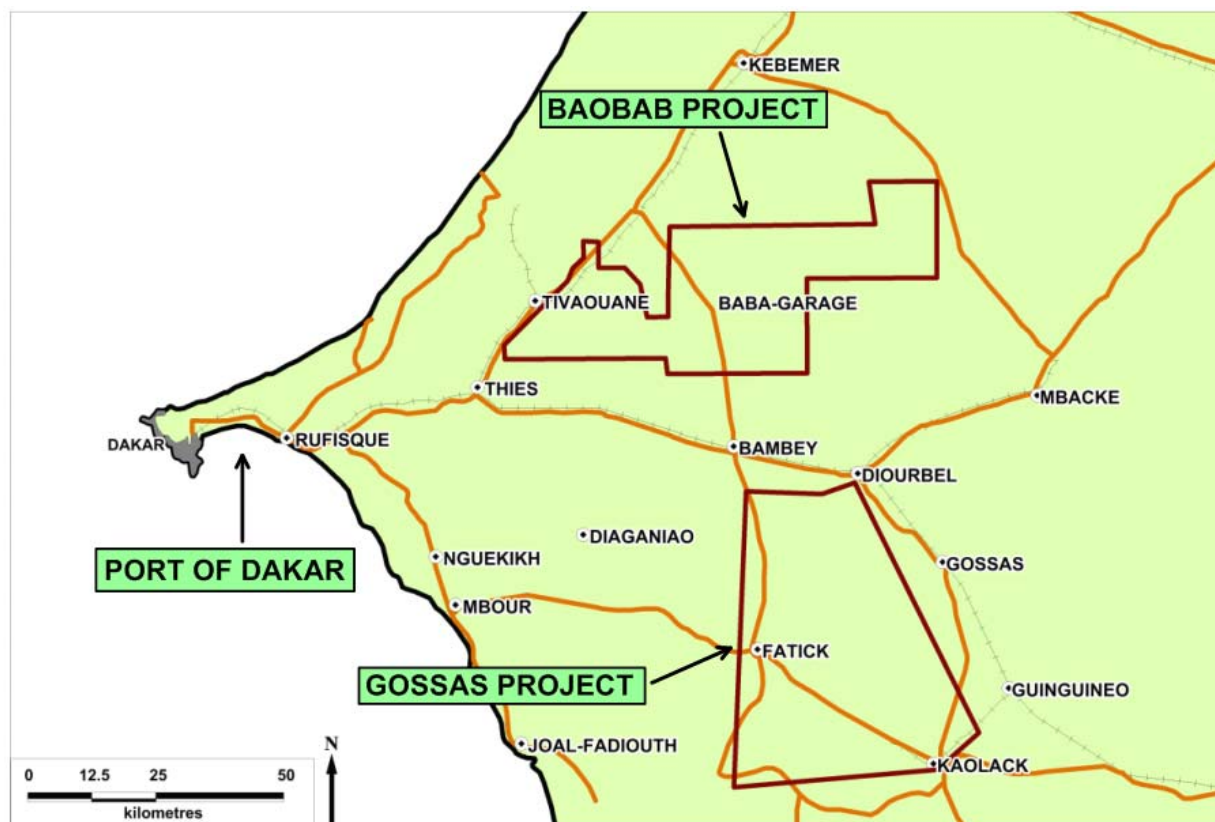 KEBEMER
BAOBAB PROJECT
TIVAOUANE
BABA-GARAGE
THIES
MBACKE
DAKAR
RUFISQUE
BAMBEY
DIOURBEL
DIAGANIAO
NGUEKIKH
GOSSAS
PORT OF DAKAR
MBOUR
FATICK
GOSSAS PROJECT
GUINGUINEO
JOAL-FADIOUTH
KAOLACK
N
0 12.5 25 50
kilometres